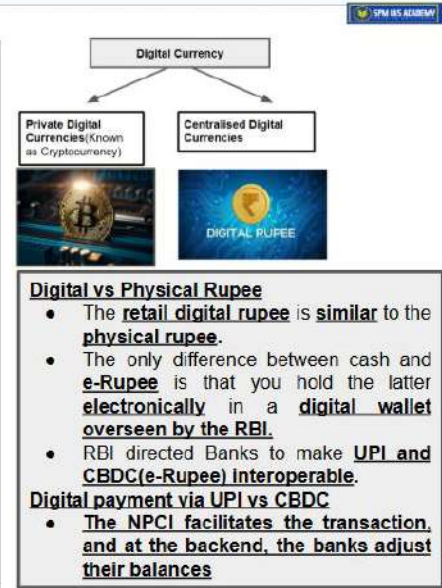 SPM IAS ACADEMY
Digital Currency
Private Digital
Currencies(Known
as Cryptocurrency)
Centralised Digital
Currencies
DIGITAL RUPEE
Digital vs Physical Rupee
● The retail digital rupee is similar to the
physical rupee.
● The only difference between cash and
e-Rupee is that you hold the latter
electronically in a digital wallet
overseen by the RBI.
● RBI directed Banks to make UPI and
CBDC(e-Rupee) interoperable.
Digital payment via UPI vs CBDC
● The NPCI facilitates the transaction,
and at the backend, the banks adjust
their balances